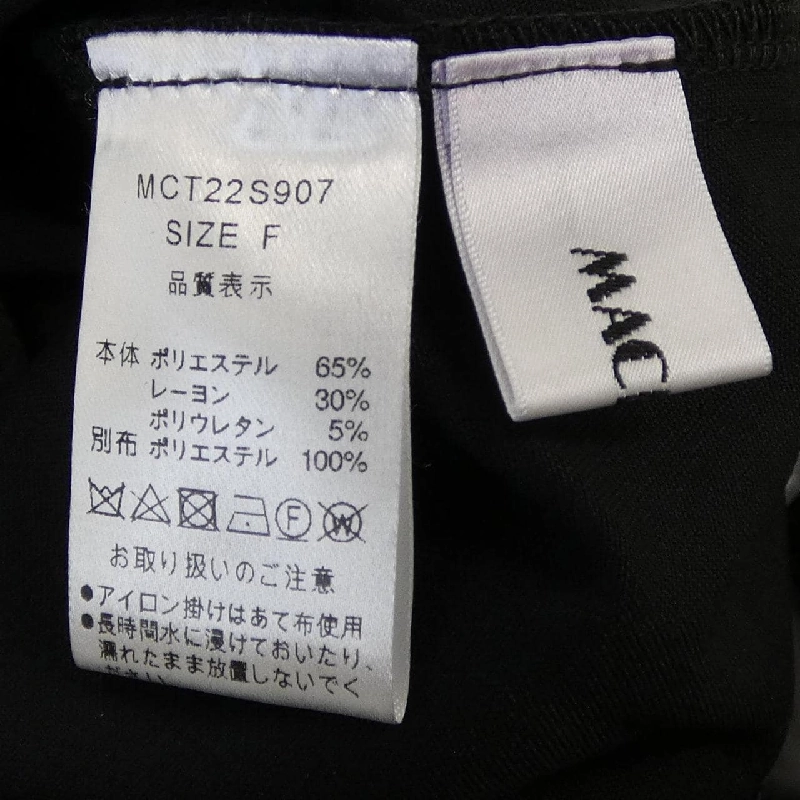 MCT22S907
SIZE F
品質表示
本体 ポリエステル 65%
レーヨン 30%
ポリウレタン 5%
別布 ポリエステル 100%
F W
お取り扱いのご注意
●アイロン掛けはあて布使用
●長時間水に浸けておいたり、
濡れたまま放置しないでく
ださい
MAC